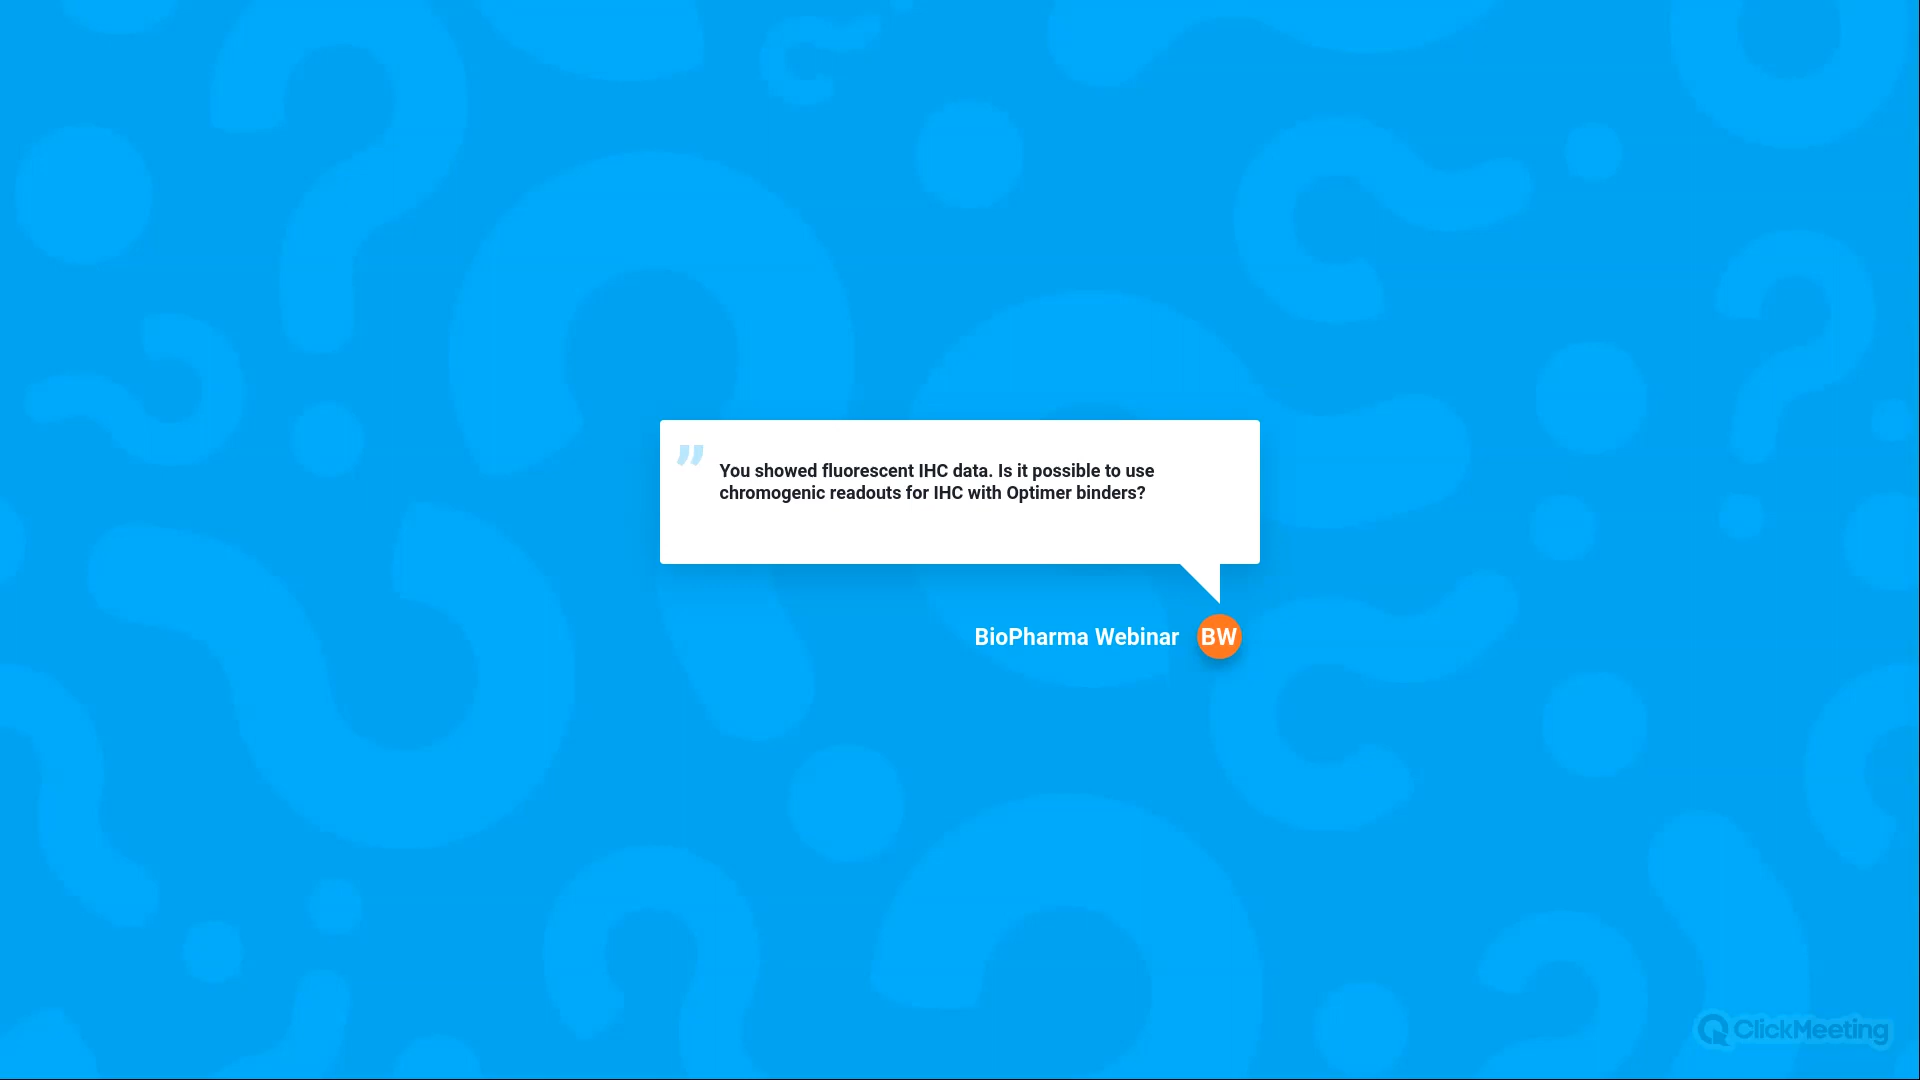 ” You showed fluorescent IHC data. Is it possible to use
chromogenic readouts for IHC with Optimer binders?
BioPharma Webinar BW
ClickMeeting